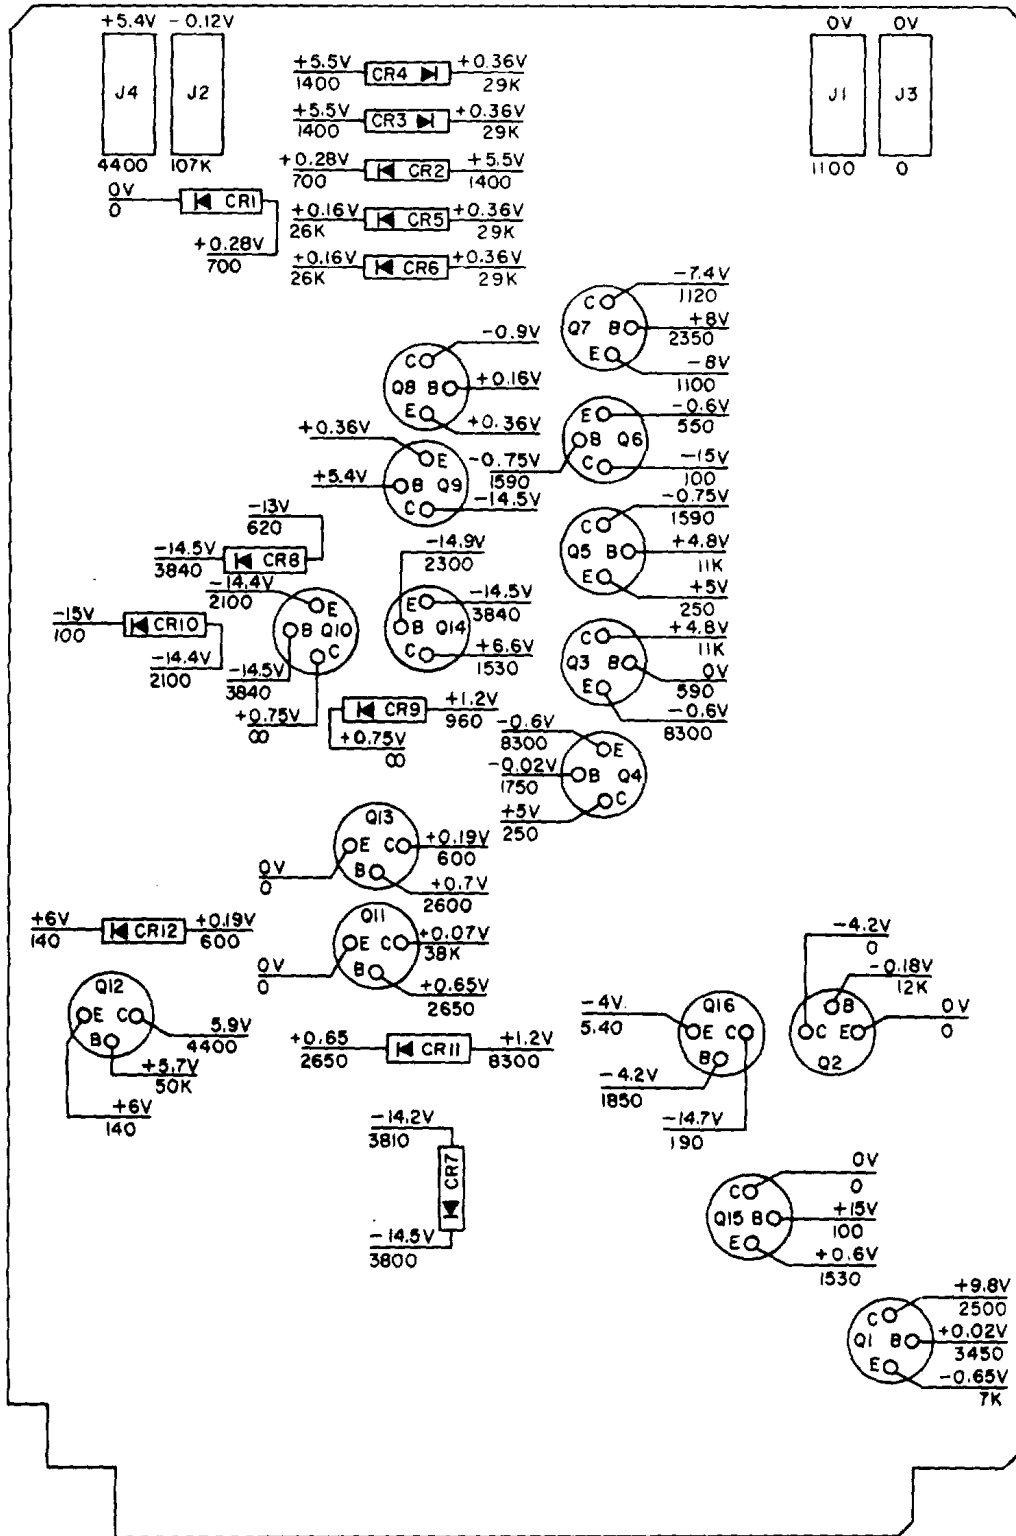 +5.4V -0.12V
J4 J2
4400 107K
0V 0V
J1 J3
1100 0
+5.5V CR4 +0.36V
1400 29K
+5.5V CR3 +0.36V
1400 29K
+0.28V CR2 +5.5V
700 1400
0V CR1
0
+0.28V
700
+0.16V CR5 +0.36V
26K 29K
+0.16V CR6 +0.36V
26K 29K
-7.4V
1120
C
Q7 B +8V
2350
E
-8V
1100
-0.9V
C
Q8 B +0.16V
E
+0.36V
-0.6V
550
E
B Q6
-0.75V
1590
C -15V
100
+0.36V
E
+5.4V B Q9
C -14.5V
-0.75V
1590
C
Q5 B +4.8V
11K
E
+5V
250
-13V
620
-14.5V CR8
3840
-14.9V
2300
-14.4V
2100
E
B Q10
C
-14.5V
3840
+0.75V
∞
E -14.5V
3840
B Q14
C +6.6V
1530
-15V CR10
100
-14.4V
2100
C +4.8V
11K
Q3 B
0V
590
E
-0.6V
8300
CR9 +1.2V
960
+0.75V
∞
-0.6V
8300
E
-0.02V B Q4
1750
C
+5V
250
Q13
E C +0.19V
600
0V
0
B
+0.7V
2600
+6V CR12 +0.19V
140 600
Q11
E C +0.07V
38K
0V
0
B
+0.65V
2650
Q12
E C
5.9V
4400
B
+5.7V
50K
+6V
140
+0.65 CR11 +1.2V
2650 8300
-4.2V
0
-0.18V
12K
B
C E
Q2
0V
0
-4V.
5.40
Q16
E C
B
-4.2V
1850
-14.7V
190
-14.2V
3810
CR7
-14.5V
3800
0V
0
C
Q15 B +15V
100
E
+0.6V
1530
+9.8V
2500
C
Q1 B +0.02V
3450
E
-0.65V
7K